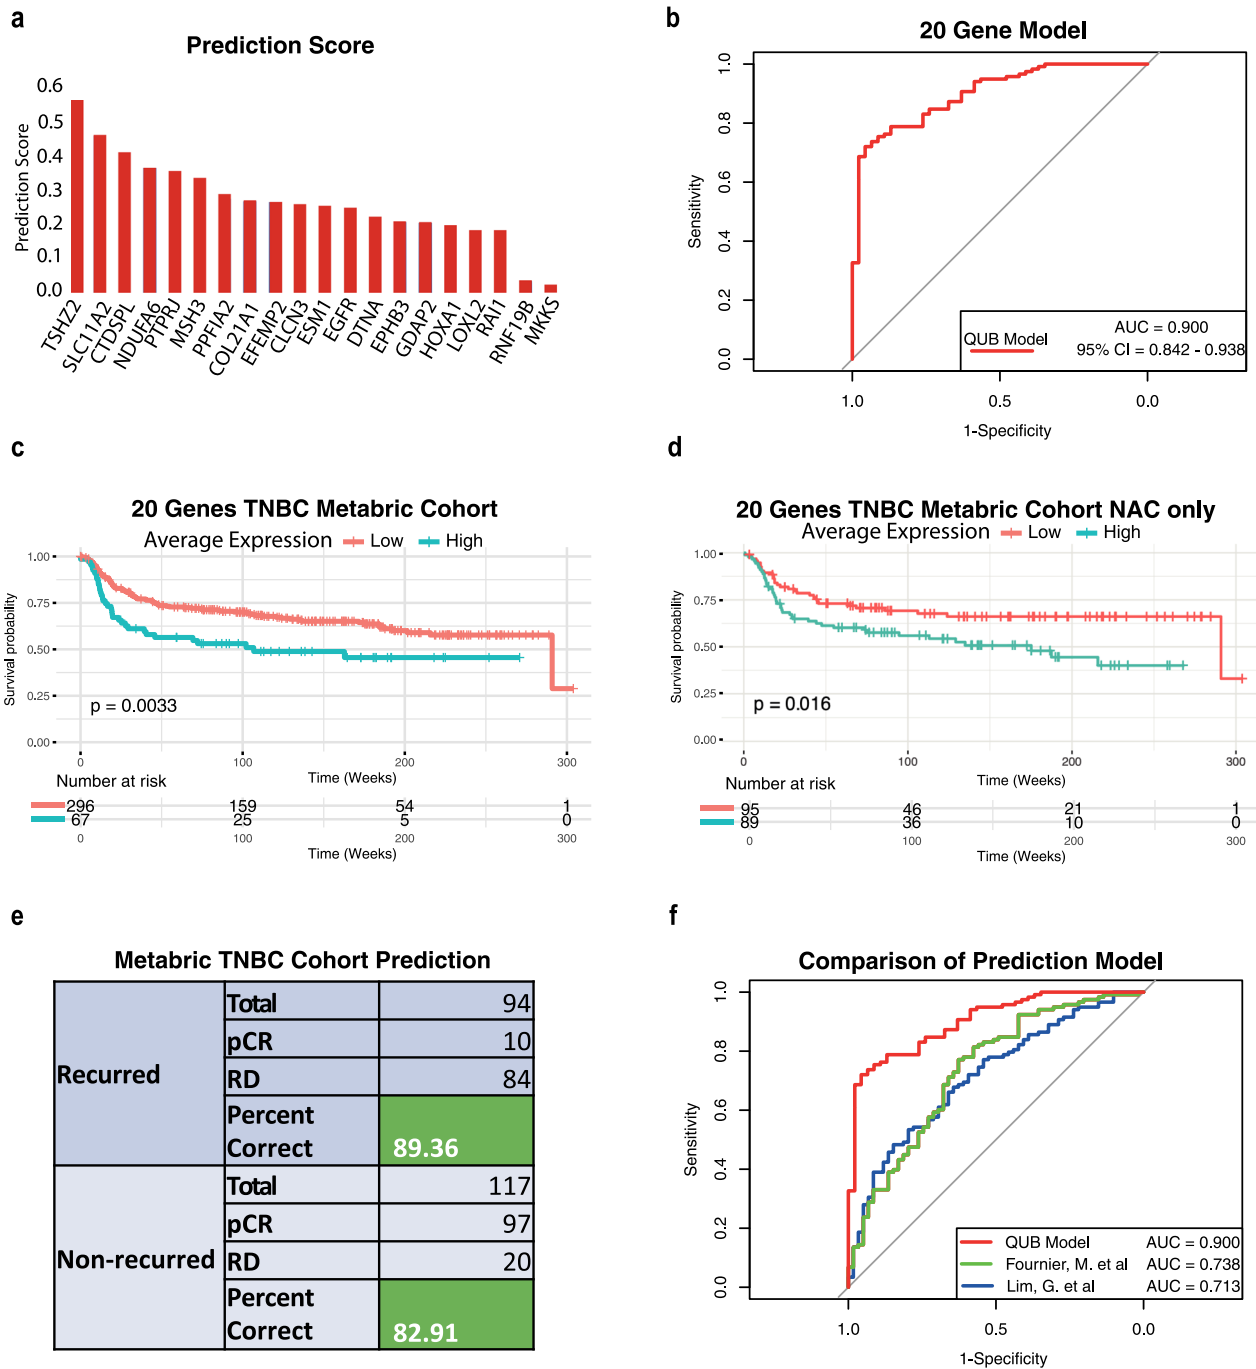 a
Prediction Score
Prediction Score
0.6
0.5
0.4
0.3
0.2
0.1
0.0
TSHZ2
SLC11A2
CTDSPL
NDUFA6
PTPRJ
MSH3
PPFIA2
COL21A1
EFEMP2
CLCN3
ESM1
EGFR
DTNA
EPHB3
GDAP2
HOXA1
LOXL2
RAI1
RNF19B
MKKS
b
20 Gene Model
Sensitivity
1.0
0.8
0.6
0.4
0.2
0.0
QUB Model
AUC = 0.900
95% CI = 0.842 - 0.938
1.0 0.5 0.0
1-Specificity
c
20 Genes TNBC Metabric Cohort
Average Expression Low High
Survival probability
1.00
0.75
0.50
0.25
0.00
p = 0.0033
0 100 200 300
Time (Weeks)
Number at risk
296 159 54 1
67 25 5 0
0 100 200 300
Time (Weeks)
d
20 Genes TNBC Metabric Cohort NAC only
Average Expression Low High
Survival probability
1.00
0.75
0.50
0.25
0.00
p = 0.016
0 100 200 300
Time (Weeks)
Number at risk
95 46 21 1
89 36 10 0
0 100 200 300
Time (Weeks)
e
Metabric TNBC Cohort Prediction
Recurred
Total 94
pCR 10
RD 84
Percent
Correct 89.36
Non-recurred
Total 117
pCR 97
RD 20
Percent
Correct 82.91
f
Comparison of Prediction Model
Sensitivity
1.0
0.8
0.6
0.4
0.2
0.0
QUB Model AUC = 0.900
Fournier, M. et al AUC = 0.738
Lim, G. et al AUC = 0.713
1.0 0.5 0.0
1-Specificity